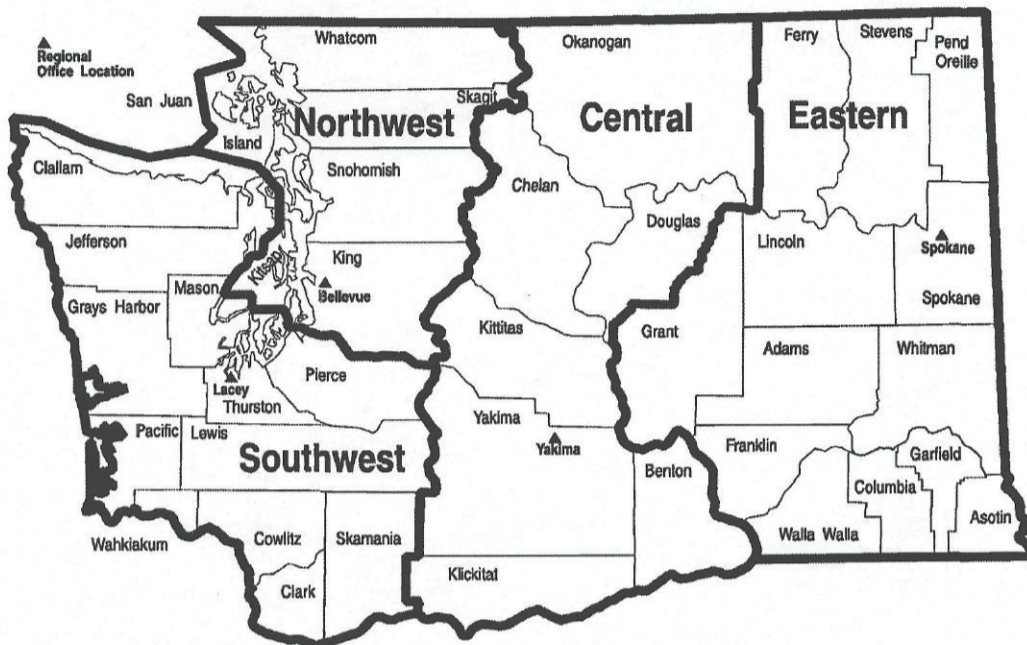 Regional
Office Location
San Juan
Whatcom
Skagit
Northwest
Island
Snohomish
King
Kitsap
Bellevue
Okanogan
Central
Chelan
Douglas
Kittitas
Yakima
Yakima
Benton
Klickitat
Ferry
Stevens
Pend
Oreille
Eastern
Lincoln
Spokane
Spokane
Grant
Adams
Whitman
Franklin
Garfield
Columbia
Walla Walla
Asotin
Clallam
Jefferson
Mason
Grays Harbor
Lacey
Thurston
Pierce
Pacific
Lewis
Southwest
Wahkiakum
Cowlitz
Skamania
Clark